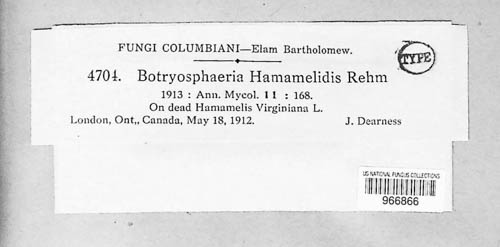 FUNGI COLUMBIANI—Elam Bartholomew.
TYPE
4704. Botryosphaeria Hamamelidis Rehm
1913 : Ann. Mycol. 11 : 168.
On dead Hamamelis Virginiana L.
London, Ont,, Canada, May 18, 1912. J. Dearness
US NATIONAL FUNGUS COLLECTIONS
966866